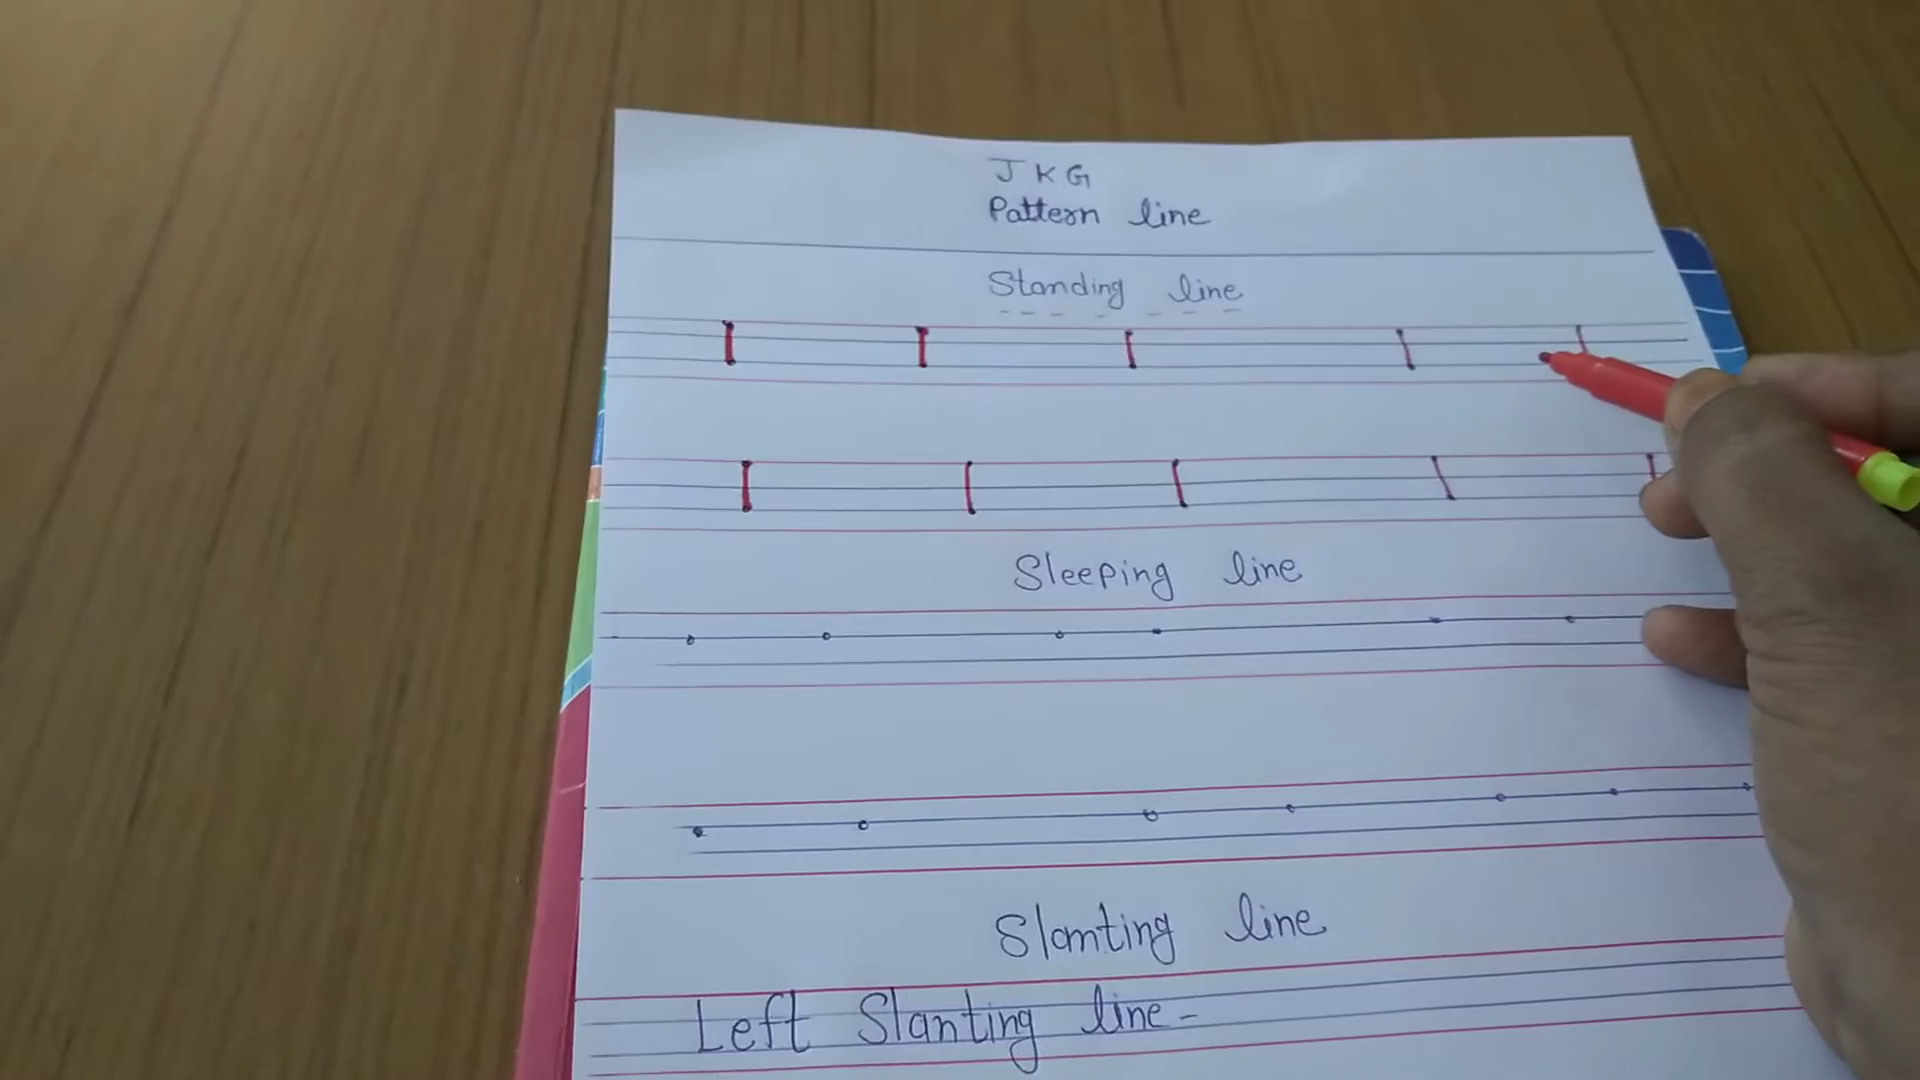 JKG
Pattern line
Standing line
Sleeping line
Slanting line
Left Slanting line-